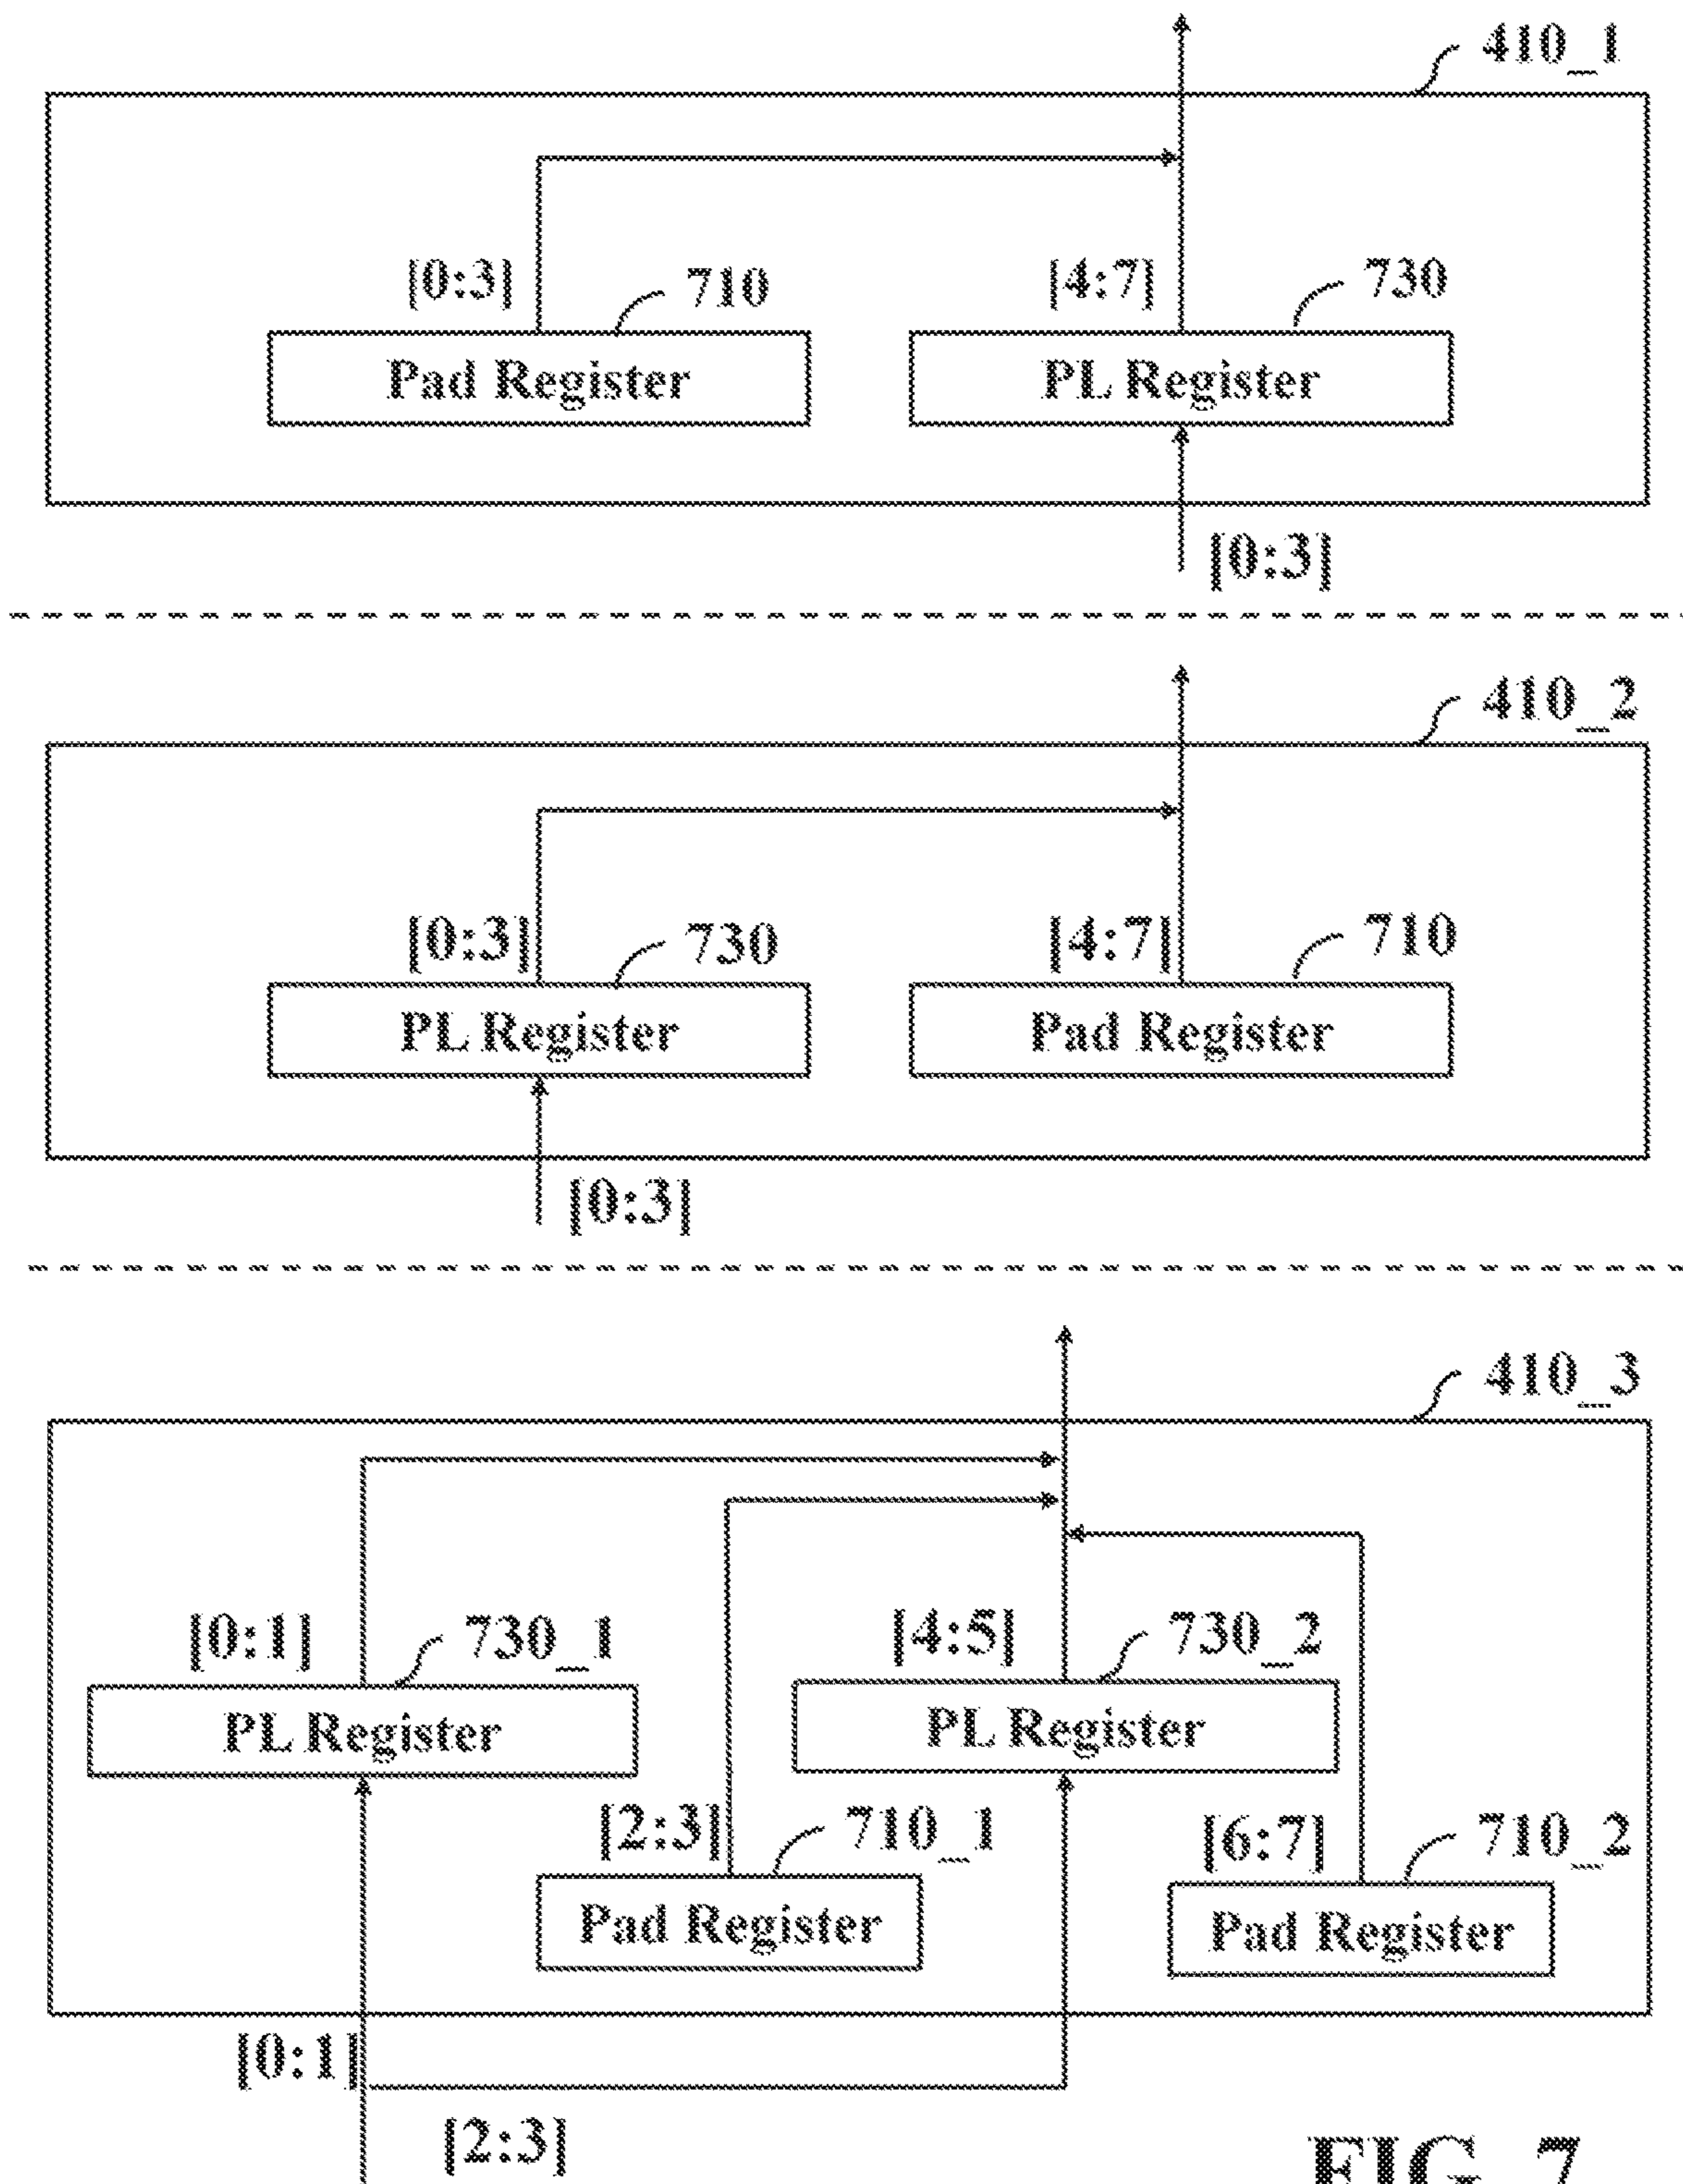 410_1
[0:3] 710 [4:7] 730
Pad Register PL Register
[0:3]
410_2
[0:3] 730 [4:7] 710
PL Register Pad Register
[0:3]
410_3
[0:1] 730_1 [4:5] 730_2
PL Register PL Register
[2:3] 710_1 [6:7] 710_2
Pad Register Pad Register
[0:1]
[2:3]
FIG. 7